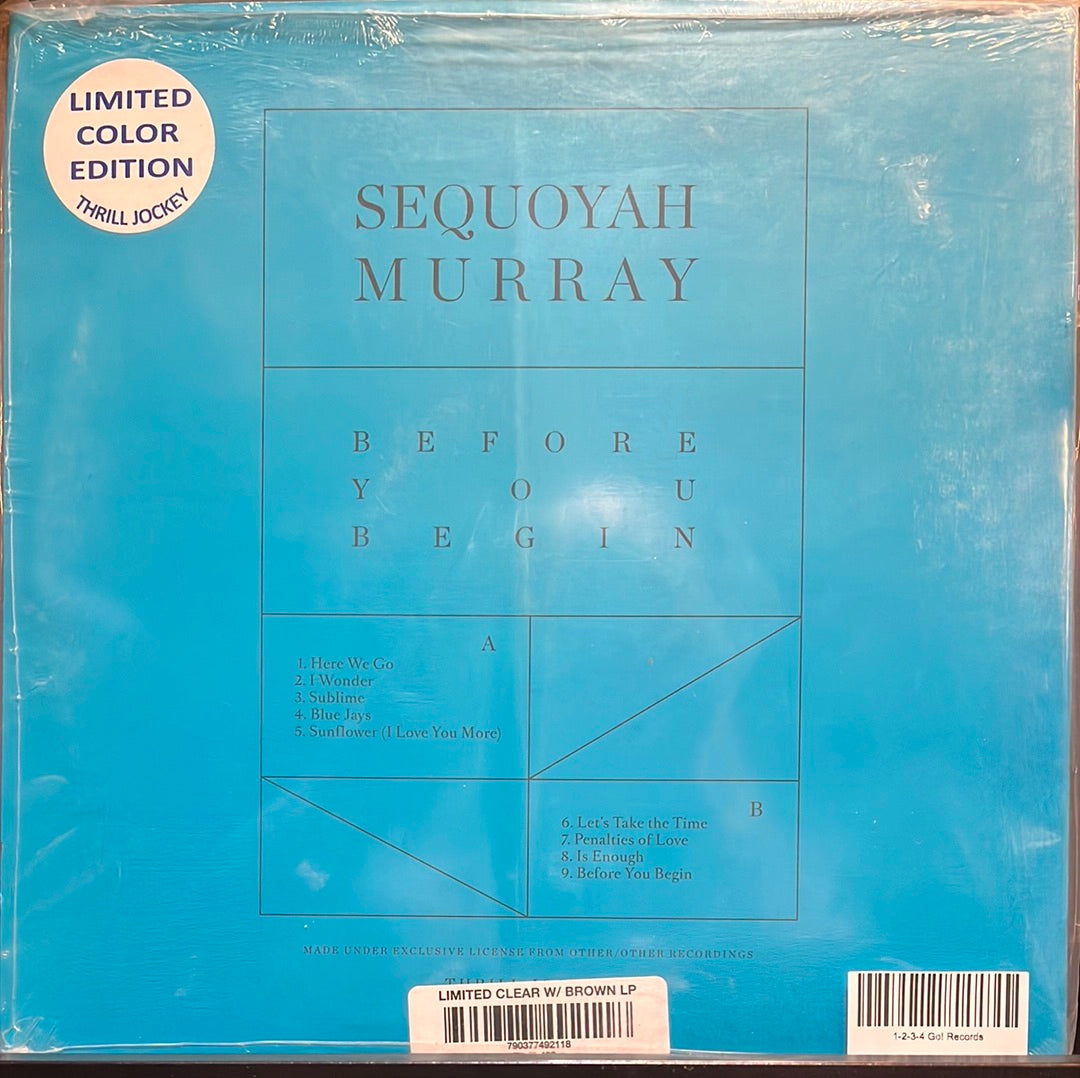 LIMITED
COLOR
EDITION
THRILL JOCKEY
SEQUOYAH
MURRAY
BEFORE
YOU
BEGIN
A
1. Here We Go
2. I Wonder
3. Sublime
4. Blue Jays
5. Sunflower (I Love You More)
B
6. Let's Take the Time
7. Penalties of Love
8. Is Enough
9. Before You Begin
MADE UNDER EXCLUSIVE LICENSE FROM OTHER/OTHER RECORDINGS
LIMITED CLEAR W/ BROWN LP
790377492118
1-2-3-4 Go! Records